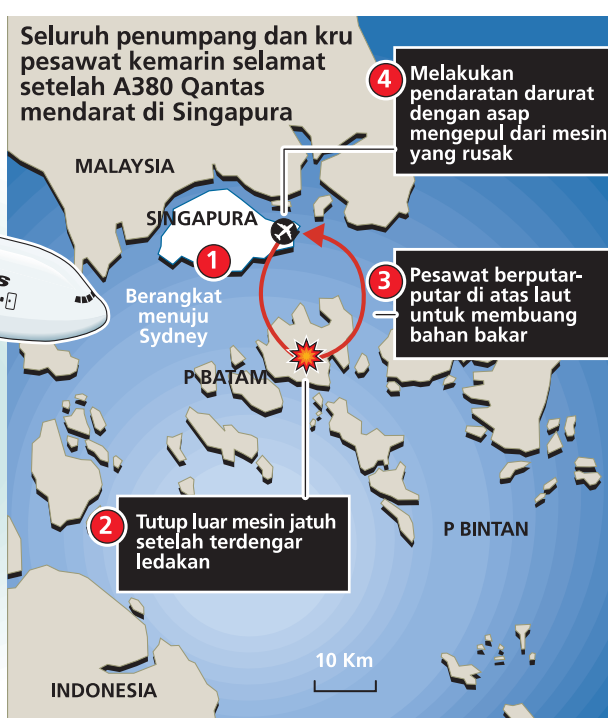 Seluruh penumpang dan kru
pesawat kemarin selamat
setelah A380 Qantas
mendarat di Singapura
4
Melakukan
pendaratan darurat
dengan asap
mengepul dari mesin
yang rusak
MALAYSIA
SINGAPURA
1
Berangkat
menuju
Sydney
3
Pesawat berputar-
putar di atas laut
untuk membuang
bahan bakar
P BATAM
2
Tutup luar mesin jatuh
setelah terdengar
ledakan
P BINTAN
10 Km
INDONESIA